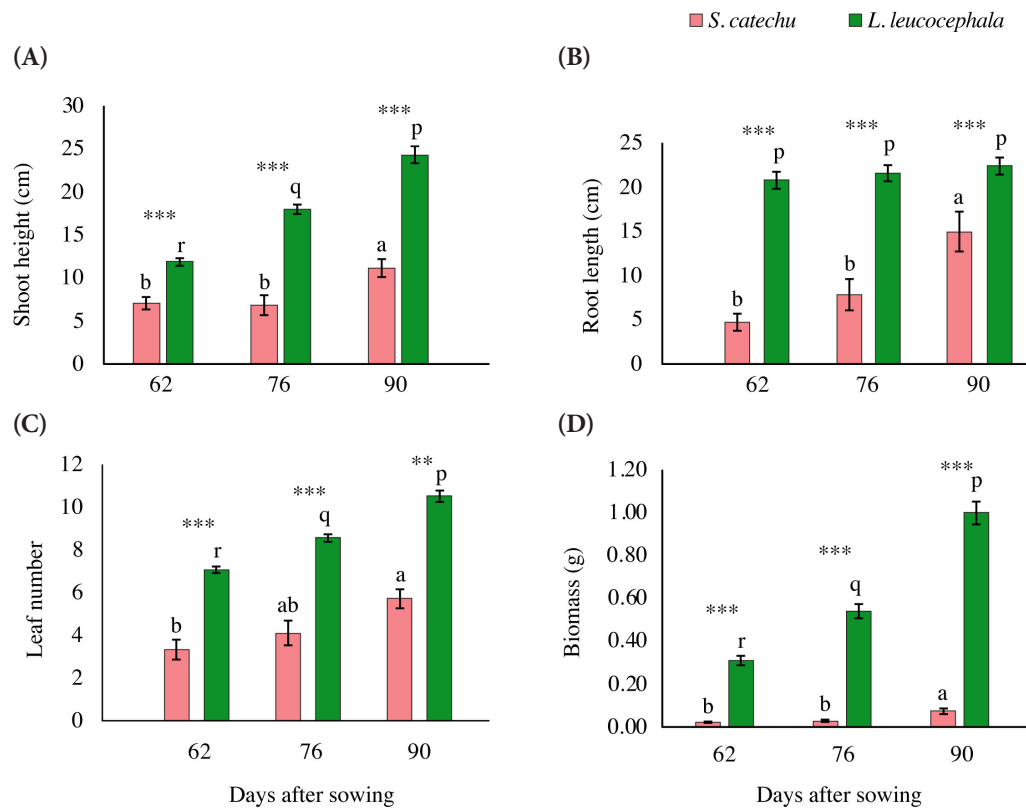 S. catechu L. leucocephala
(A)
Shoot height (cm)
30
25
20
15
10
5
0
***
***
***
b r b q a p
62 76 90
(B)
Root length (cm)
25
20
15
10
5
0
*** *** ***
b p b p a p
62 76 90
(C)
Leaf number
12
10
8
6
4
2
0
***
***
**
b r ab q a p
62 76 90
Days after sowing
(D)
Biomass (g)
1.20
1.00
0.80
0.60
0.40
0.20
0.00
***
***
***
b r b q a p
62 76 90
Days after sowing